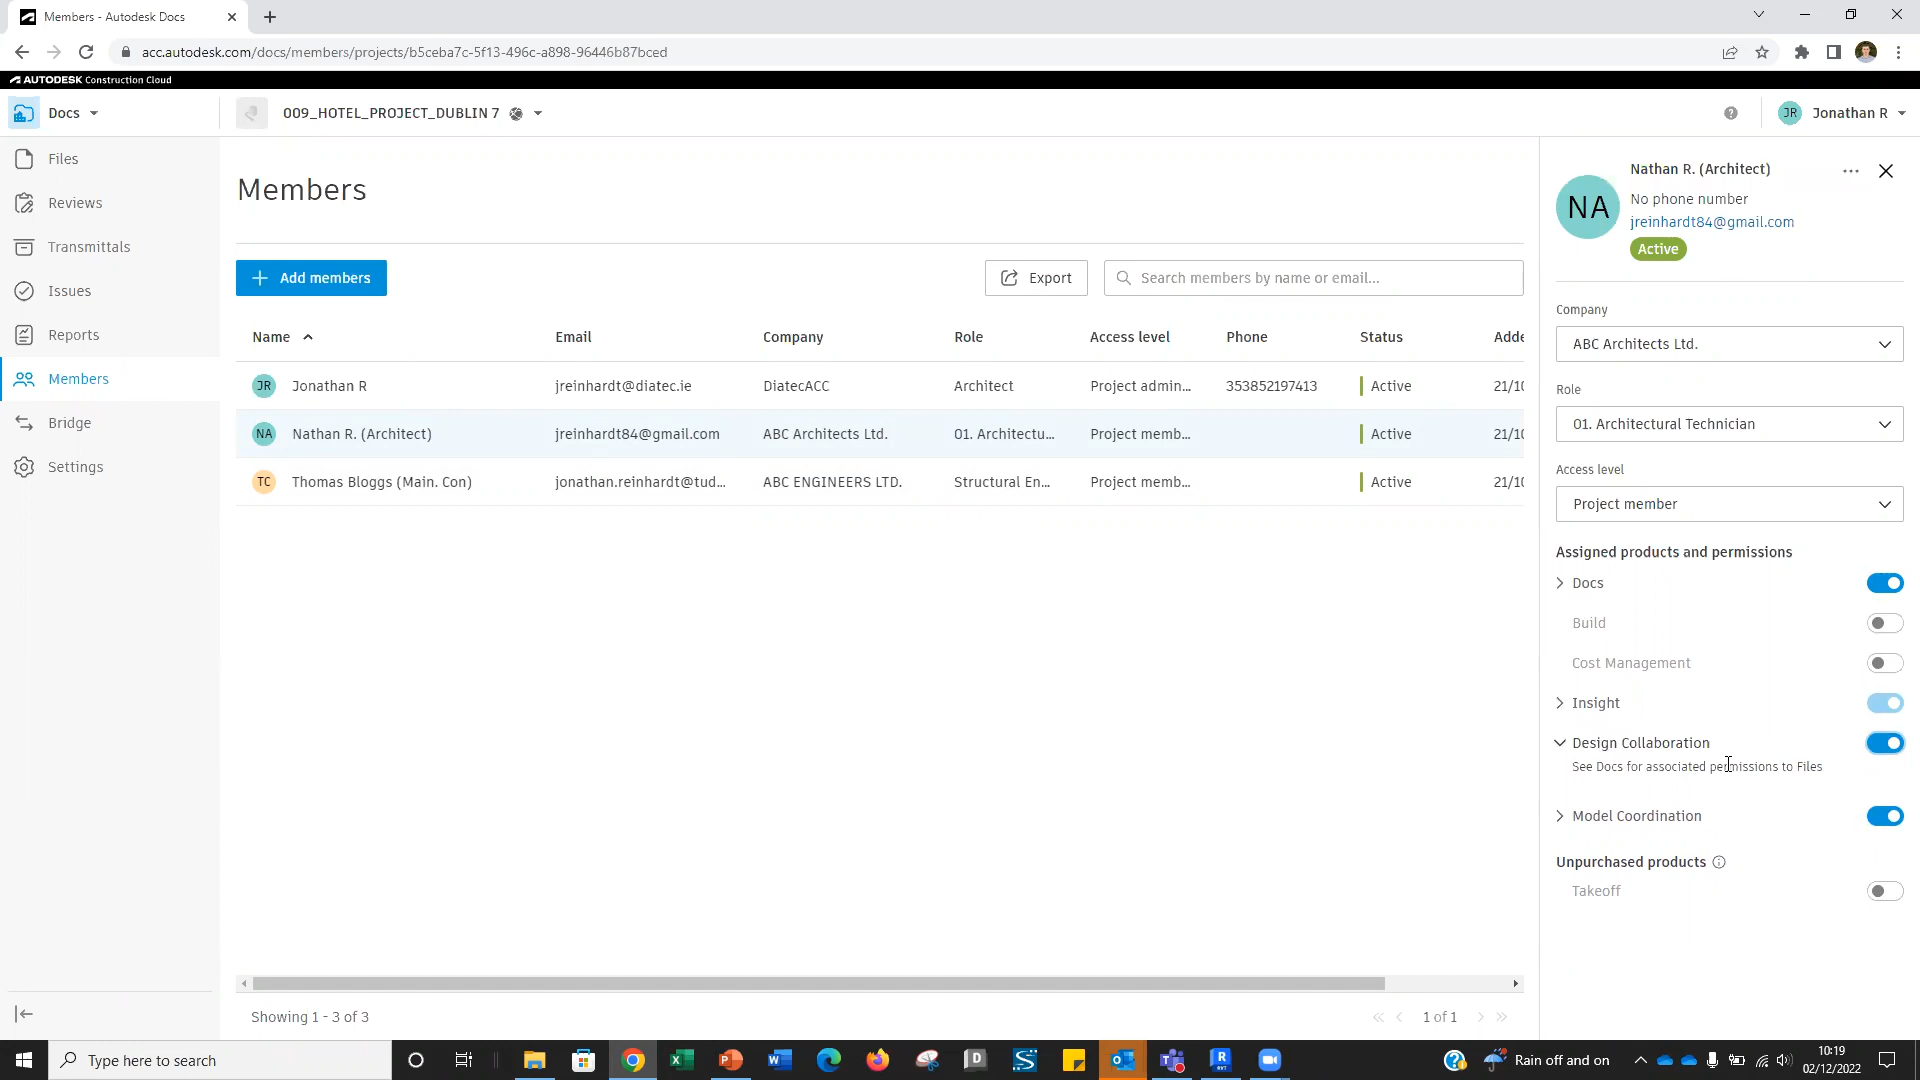 Members - Autodesk Docs
acc.autodesk.com/docs/members/projects/b5ceba7c-5f13-496c-a898-96446b87bced
AUTODESK Construction Cloud
Docs
009_HOTEL_PROJECT_DUBLIN 7
JR Jonathan R
Files
Reviews
Transmittals
Issues
Reports
Members
Bridge
Settings
Members
Add members
Export
Search members by name or email...
Name Email Company Role Access level Phone Status Adde
JR Jonathan R jreinhardt@diatec.ie DiatecACC Architect Project admin... 353852197413 Active 21/10
NA Nathan R. (Architect) jreinhardt84@gmail.com ABC Architects Ltd. 01. Architectu... Project memb... Active 21/10
TC Thomas Bloggs (Main. Con) jonathan.reinhardt@tud... ABC ENGINEERS LTD. Structural En... Project memb... Active 21/10
Showing 1 - 3 of 3
1 of 1
NA
Nathan R. (Architect)
No phone number
jreinhardt84@gmail.com
Active
Company
ABC Architects Ltd.
Role
01. Architectural Technician
Access level
Project member
Assigned products and permissions
Docs
Build
Cost Management
Insight
Design Collaboration
See Docs for associated permissions to Files
Model Coordination
Unpurchased products
Takeoff
Type here to search
Rain off and on
10:19
02/12/2022